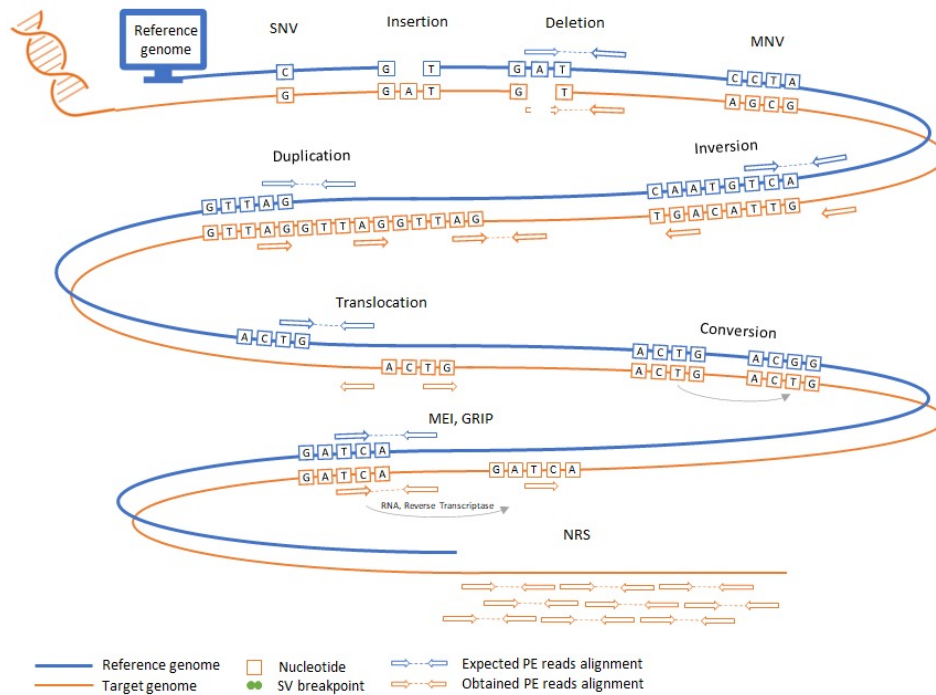 Reference
genome
SNV
Insertion
Deletion
MNV
C
G T
G A T
C C T A
G
G A T
G T
A G C G
Duplication
Inversion
G T T A G
C A A T G T C A
G T T A G G T T A G G T T A G
T G A C A T T G
Translocation
Conversion
A C T G
A C T G
A C G G
A C T G
A C T G
A C T G
MEI, GRIP
G A T C A
G A T C A
G A T C A
RNA, Reverse Transcriptase
NRS
Reference genome
Nucleotide
Expected PE reads alignment
Target genome
SV breakpoint
Obtained PE reads alignment